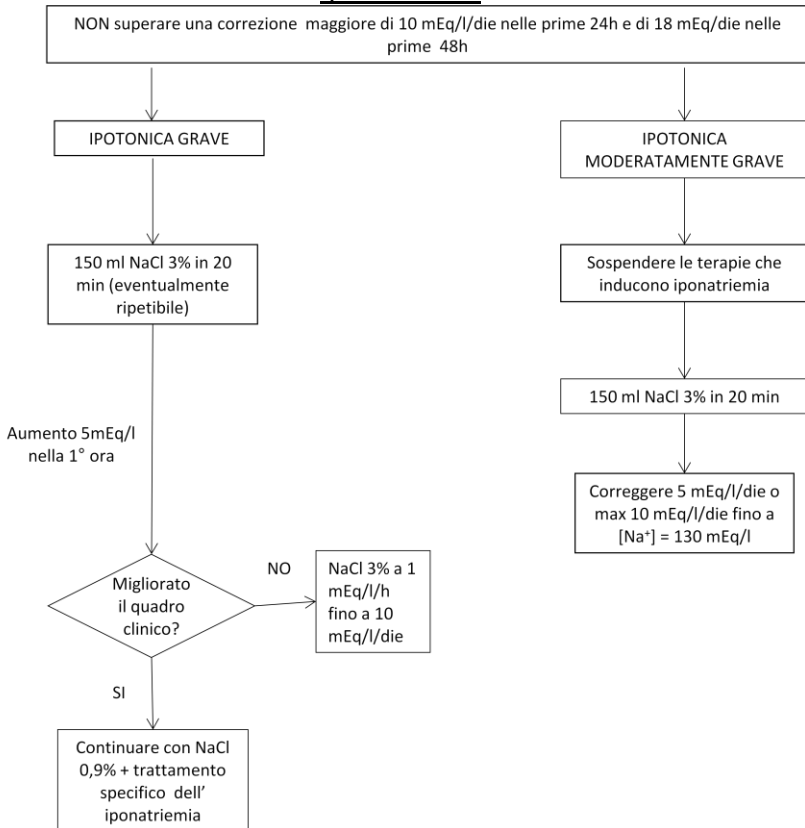 NON superare una correzione maggiore di 10 mEq/l/die nelle prime 24h e di 18 mEq/die nelle
prime 48h
IPOTONICA GRAVE
IPOTONICA
MODERATAMENTE GRAVE
150 ml NaCl 3% in 20
min (eventualmente
ripetibile)
Sospendere le terapie che
inducono iponatriemia
150 ml NaCl 3% in 20 min
Aumento 5mEq/l
nella 1° ora
Correggere 5 mEq/l/die o
max 10 mEq/l/die fino a
[Na⁺] = 130 mEq/l
Migliorato
il quadro
clinico?
NO
NaCl 3% a 1
mEq/l/h
fino a 10
mEq/l/die
SI
Continuare con NaCl
0,9% + trattamento
specifico dell’
iponatriemia